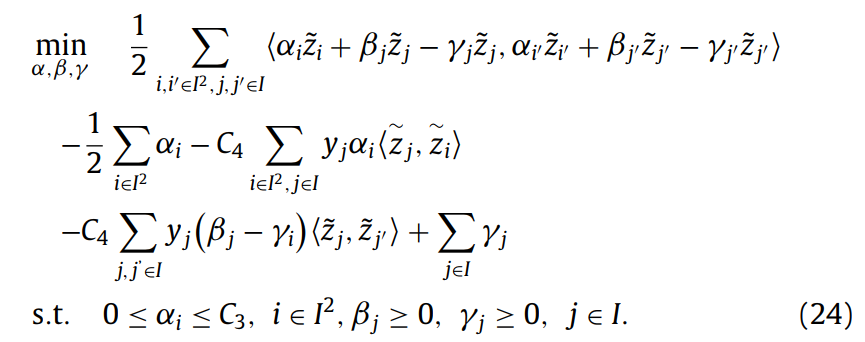 min_{α,β,γ} 1/2 ∑_{i,i′∈I²,j,j′∈I} ⟨α_i z̃_i + β_j z̃_j − γ_j z̃_j, α_{i′} z̃_{i′} + β_{j′} z̃_{j′} − γ_{j′} z̃_{j′}⟩
−1/2 ∑_{i∈I²} α_i − C_4 ∑_{i∈I²,j∈I} y_j α_i ⟨z̃_j, z̃_i⟩
−C_4 ∑_{j,j′∈I} y_j (β_j − γ_i) ⟨z̃_j, z̃_{j′}⟩ + ∑_{j∈I} γ_j
s.t. 0 ≤ α_i ≤ C_3, i ∈ I², β_j ≥ 0, γ_j ≥ 0, j ∈ I. (24)